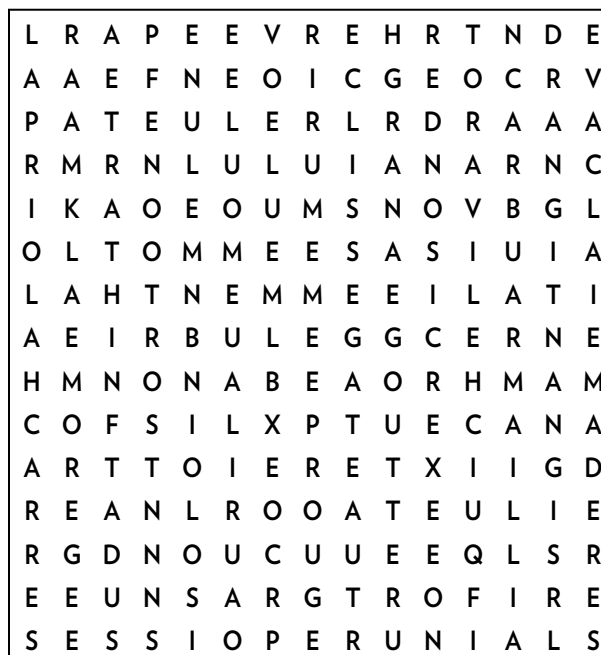 L R A P E E V R E H R T N D E
A A E F N E O I C G E O C R V
P A T E U L E R L R D R A A A
R M R N L U L U I A N A R N C
I K A O E O U M S N O V B G L
O L T O M M E E S A S I U I A
L A H T N E M M E E I L A T I
A E I R B U L E G G C E R N E
H M N O N A B E A O R H M A M
C O F S I L X P T U E C A N A
A R T T O I E R E T X I I G D
R E A N L R O O A T E U L I E
R G D N O U C U U E E Q L S R
E E U N S A R G T R O F I R E
S E S S I O P E R U N I A L S